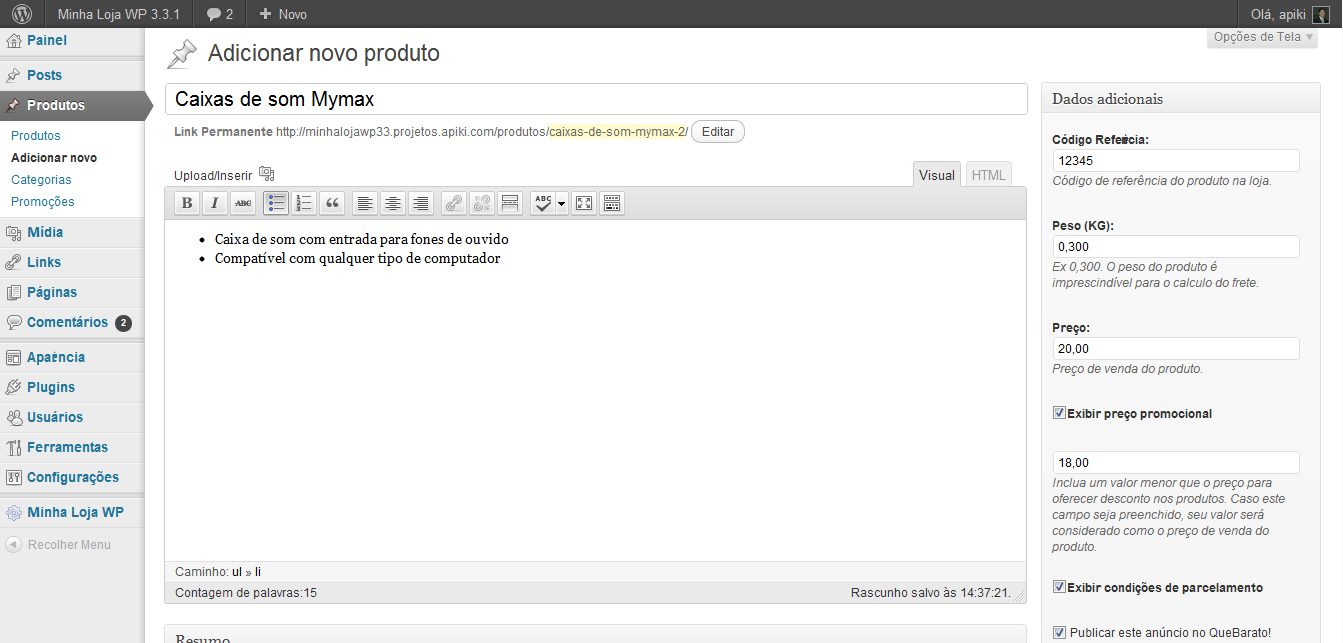 Minha Loja WP 3.3.1 2 Novo Olá, apiki
Opções de Tela
Painel
Posts
Produtos
Produtos
Adicionar novo
Categorias
Promoções
Mídia
Links
Páginas
Comentários 2
Aparência
Plugins
Usuários
Ferramentas
Configurações
Minha Loja WP
Recolher Menu
Adicionar novo produto
Caixas de som Mymax
Link Permanente http://minhalojawp33.projetos.apiki.com/produtos/caixas-de-som-mymax-2/ Editar
Upload/Inserir Visual HTML
B I ABC ABC
Caixa de som com entrada para fones de ouvido
Compatível com qualquer tipo de computador
Caminho: ul » li
Contagem de palavras:15 Rascunho salvo às 14:37:21.
Resumo
Dados adicionais
Código Referência:
12345
Código de referência do produto na loja.
Peso (KG):
0,300
Ex 0,300. O peso do produto é
imprescindível para o calculo do frete.
Preço:
20,00
Preço de venda do produto.
Exibir preço promocional
18,00
Inclua um valor menor que o preço para
oferecer desconto nos produtos. Caso este
campo seja preenchido, seu valor será
considerado como o preço de venda do
produto.
Exibir condições de parcelamento
Publicar este anúncio no QueBarato!